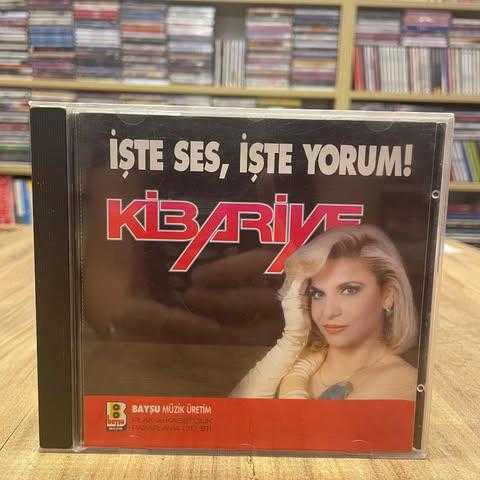 İŞTE SES, İŞTE YORUM!
KİBARİYE
BAYŞU MÜZİK ÜRETİM